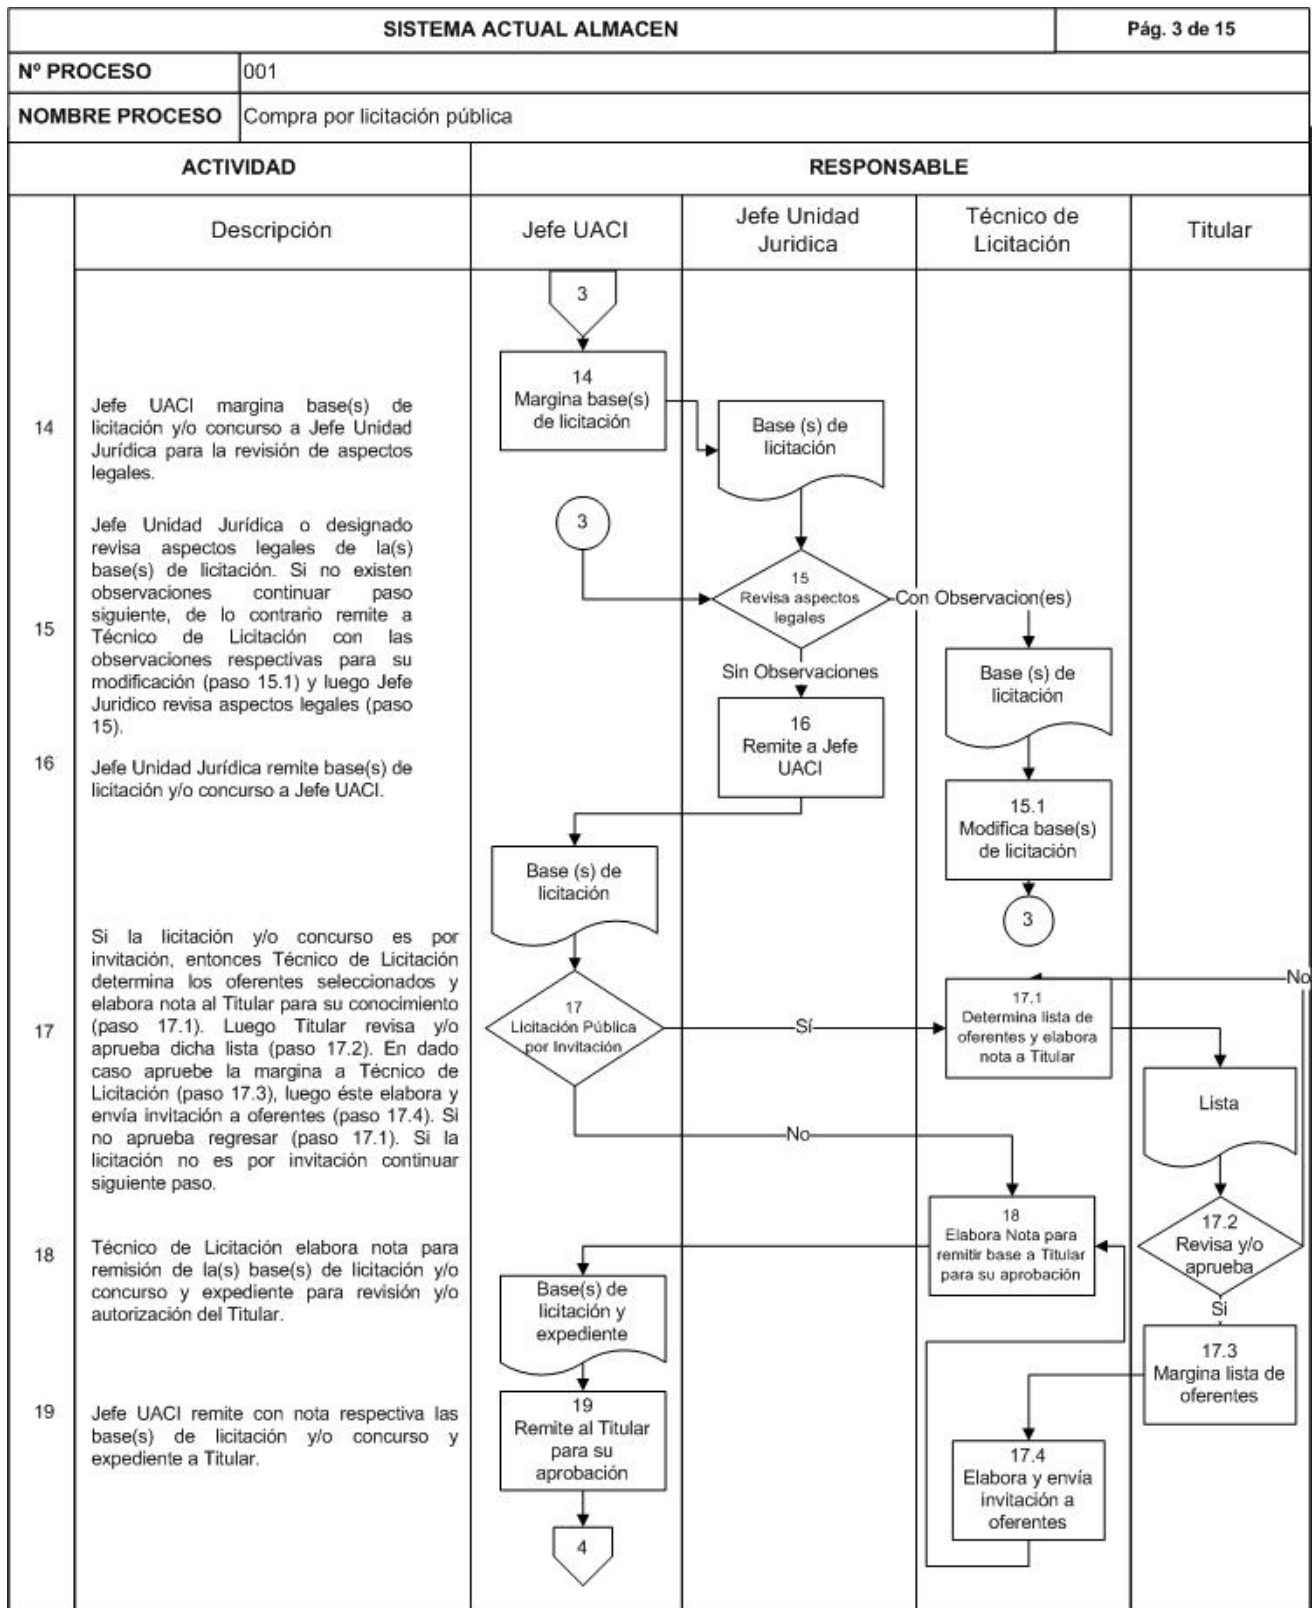 SISTEMA ACTUAL ALMACEN
Pág. 3 de 15
Nº PROCESO
001
NOMBRE PROCESO
Compra por licitación pública
ACTIVIDAD
RESPONSABLE
Descripción
Jefe UACI
Jefe Unidad
Juridica
Técnico de
Licitación
Titular
14
Jefe UACI margina base(s) de
licitación y/o concurso a Jefe Unidad
Jurídica para la revisión de aspectos
legales.
15
Jefe Unidad Jurídica o designado
revisa aspectos legales de la(s)
base(s) de licitación. Si no existen
observaciones continuar paso
siguiente, de lo contrario remite a
Técnico de Licitación con las
observaciones respectivas para su
modificación (paso 15.1) y luego Jefe
Juridico revisa aspectos legales (paso
15).
16
Jefe Unidad Jurídica remite base(s) de
licitación y/o concurso a Jefe UACI.
17
Si la licitación y/o concurso es por
invitación, entonces Técnico de Licitación
determina los oferentes seleccionados y
elabora nota al Titular para su conocimiento
(paso 17.1). Luego Titular revisa y/o
aprueba dicha lista (paso 17.2). En dado
caso apruebe la margina a Técnico de
Licitación (paso 17.3), luego éste elabora y
envía invitación a oferentes (paso 17.4). Si
no aprueba regresar (paso 17.1). Si la
licitación no es por invitación continuar
siguiente paso.
18
Técnico de Licitación elabora nota para
remisión de la(s) base(s) de licitación y/o
concurso y expediente para revisión y/o
autorización del Titular.
19
Jefe UACI remite con nota respectiva las
base(s) de licitación y/o concurso y
expediente a Titular.
3
14
Margina base(s)
de licitación
Base (s) de
licitación
3
15
Revisa aspectos
legales
Con Observacion(es)
Sin Observaciones
Base (s) de
licitación
16
Remite a Jefe
UACI
15.1
Modifica base(s)
de licitación
3
Base (s) de
licitación
17
Licitación Pública
por Invitación
Sí
No
17.1
Determina lista de
oferentes y elabora
nota a Titular
No
Lista
17.2
Revisa y/o
aprueba
Si
18
Elabora Nota para
remitir base a Titular
para su aprobación
Base(s) de
licitación y
expediente
17.3
Margina lista de
oferentes
19
Remite al Titular
para su
aprobación
17.4
Elabora y envía
invitación a
oferentes
4